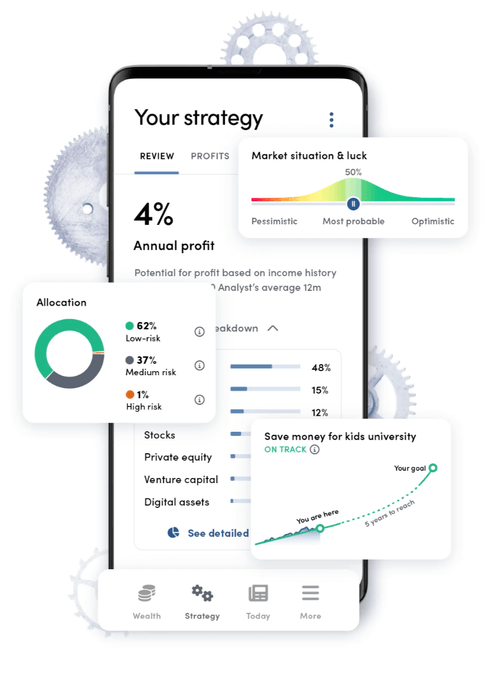 Your strategy
REVIEW PROFITS
Market situation & luck
50%
Pessimistic Most probable Optimistic
4%
Annual profit
Potential for profit based on income history
Analyst's average 12m
Allocation
62%
Low-risk
37%
Medium risk
1%
High risk
48%
15%
12%
Stocks
Private equity
Venture capital
Digital assets
See detailed
Save money for kids university
ON TRACK
Your goal
You are here
5 years to reach
Wealth Strategy Today More